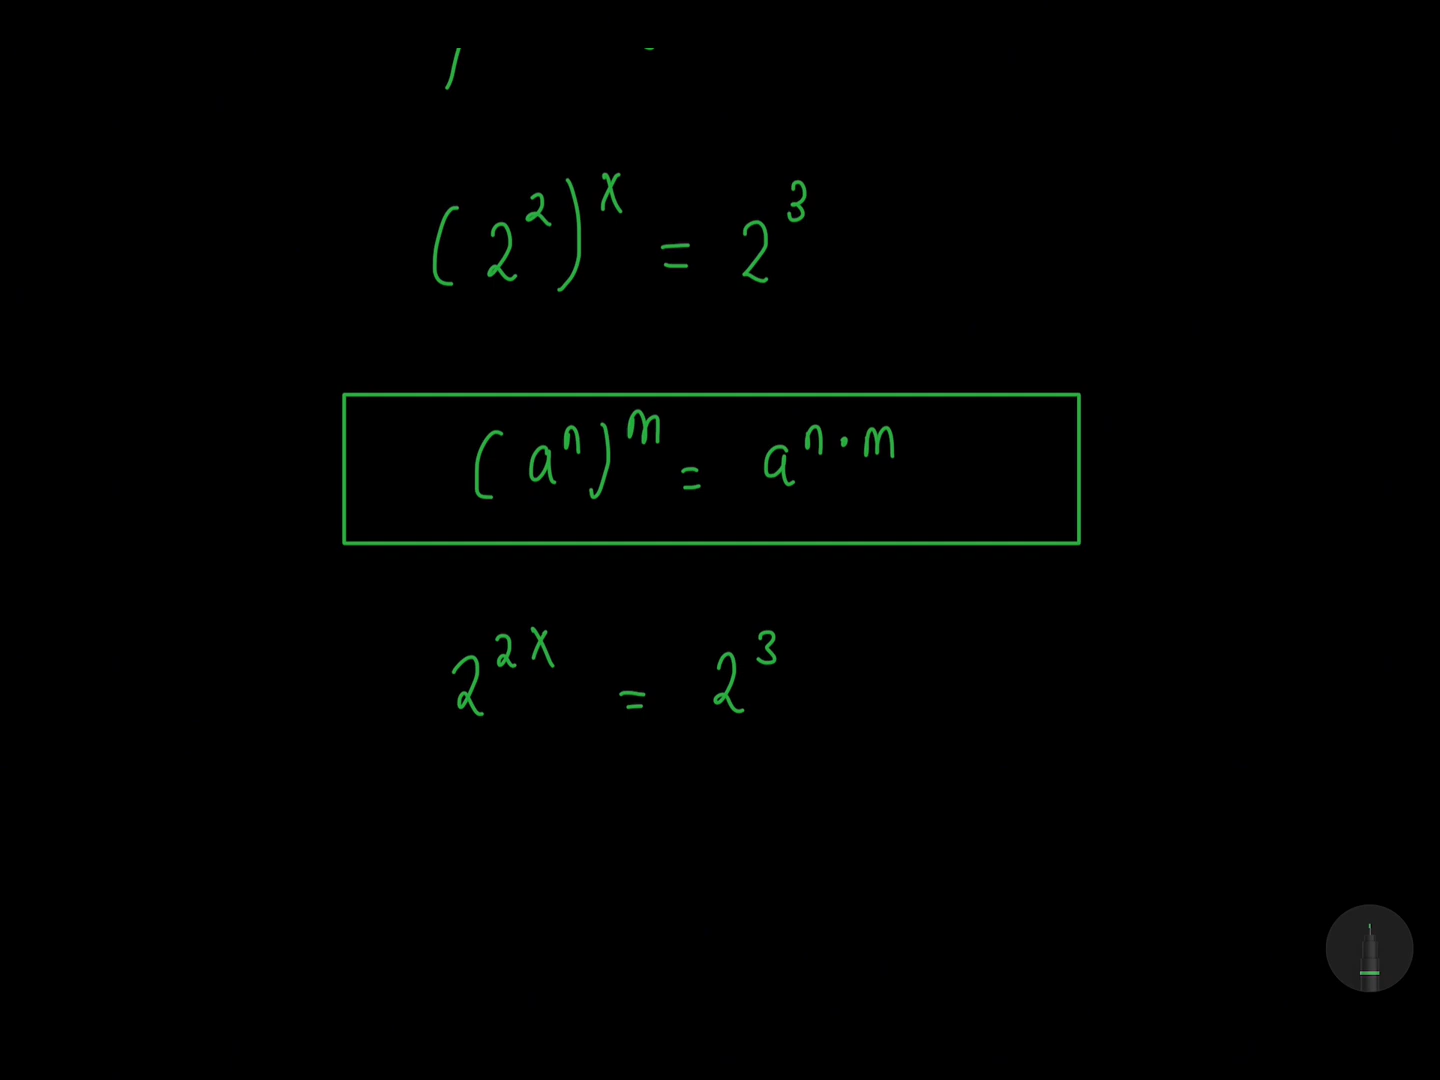 (2²)ˣ = 2³
(aⁿ)ᵐ = aⁿ·ᵐ
2²ˣ = 2³